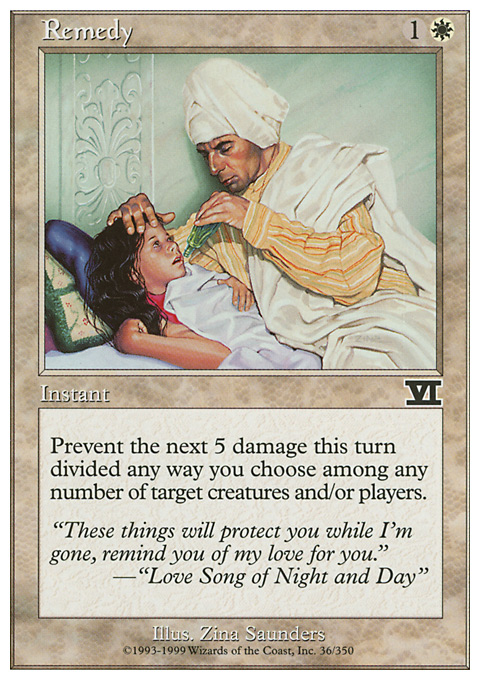 Remedy 1
Instant VI
Prevent the next 5 damage this turn
divided any way you choose among any
number of target creatures and/or players.
“These things will protect you while I’m
gone, remind you of my love for you.”
—“Love Song of Night and Day”
Illus. Zina Saunders
©1993-1999 Wizards of the Coast, Inc. 36/350